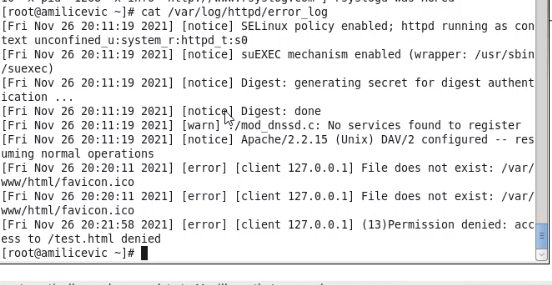 [root@amilicevic ~]# cat /var/log/httpd/error_log
[Fri Nov 26 20:11:19 2021] [notice] SELinux policy enabled; httpd running as con
text unconfined_u:system_r:httpd_t:s0
[Fri Nov 26 20:11:19 2021] [notice] suEXEC mechanism enabled (wrapper: /usr/sbin
/suexec)
[Fri Nov 26 20:11:19 2021] [notice] Digest: generating secret for digest authent
ication ...
[Fri Nov 26 20:11:19 2021] [notice] Digest: done
[Fri Nov 26 20:11:19 2021] [warn] ./mod_dnssd.c: No services found to register
[Fri Nov 26 20:11:19 2021] [notice] Apache/2.2.15 (Unix) DAV/2 configured -- res
uming normal operations
[Fri Nov 26 20:20:11 2021] [error] [client 127.0.0.1] File does not exist: /var/
www/html/favicon.ico
[Fri Nov 26 20:20:11 2021] [error] [client 127.0.0.1] File does not exist: /var/
www/html/favicon.ico
[Fri Nov 26 20:21:58 2021] [error] [client 127.0.0.1] (13)Permission denied: acc
ess to /test.html denied
[root@amilicevic ~]#